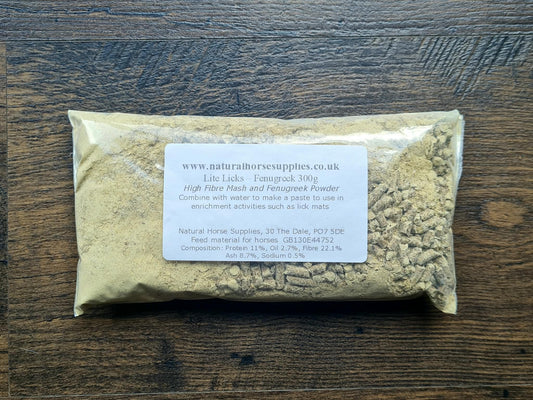 www.naturalhorsesupplies.co.uk
Lite Licks – Fenugreek 300g
High Fibre Mash and Fenugreek Powder
Combine with water to make a paste to use in
enrichment activities such as lick mats
Natural Horse Supplies, 30 The Dale, PO7 5DE
Feed material for horses GB130E44752
Composition: Protein 11%, Oil 2.7%, Fibre 22.1%
Ash 8.7%, Sodium 0.5%